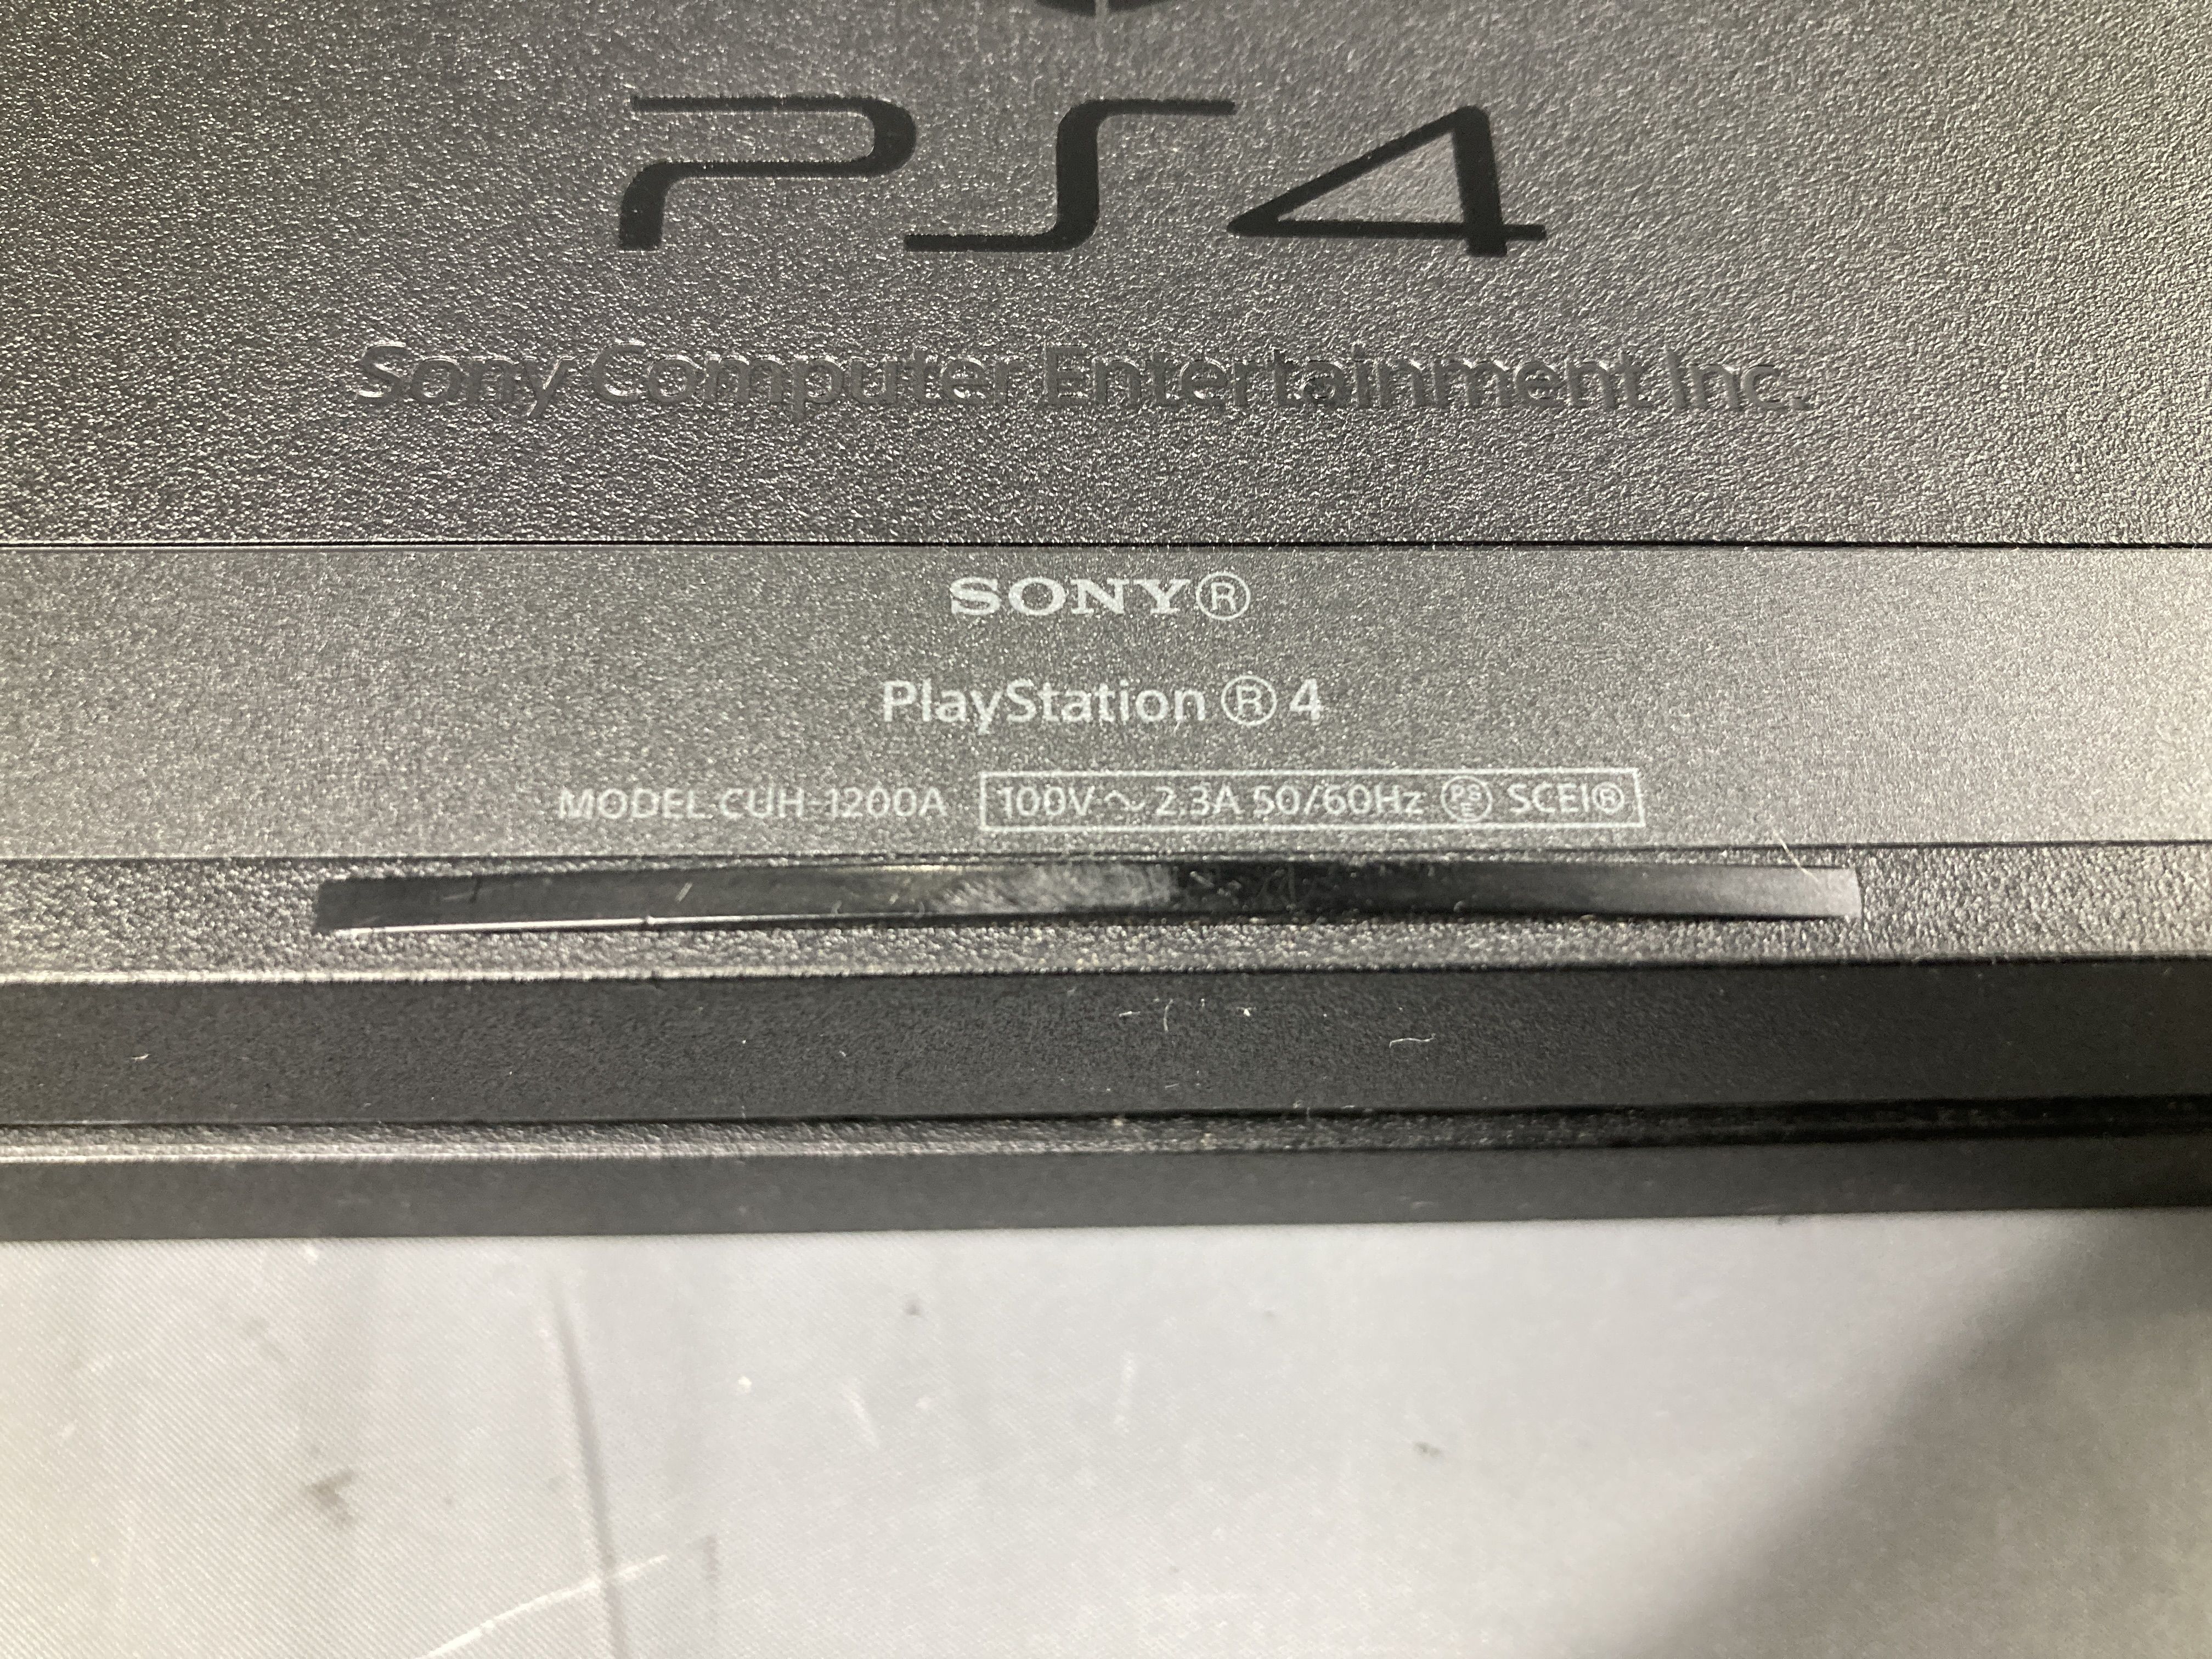 PS4
Sony Computer Entertainment Inc.
SONY®
PlayStation®4
MODEL CUH-1200A 100V～2.3A 50/60Hz PSE SCEI®